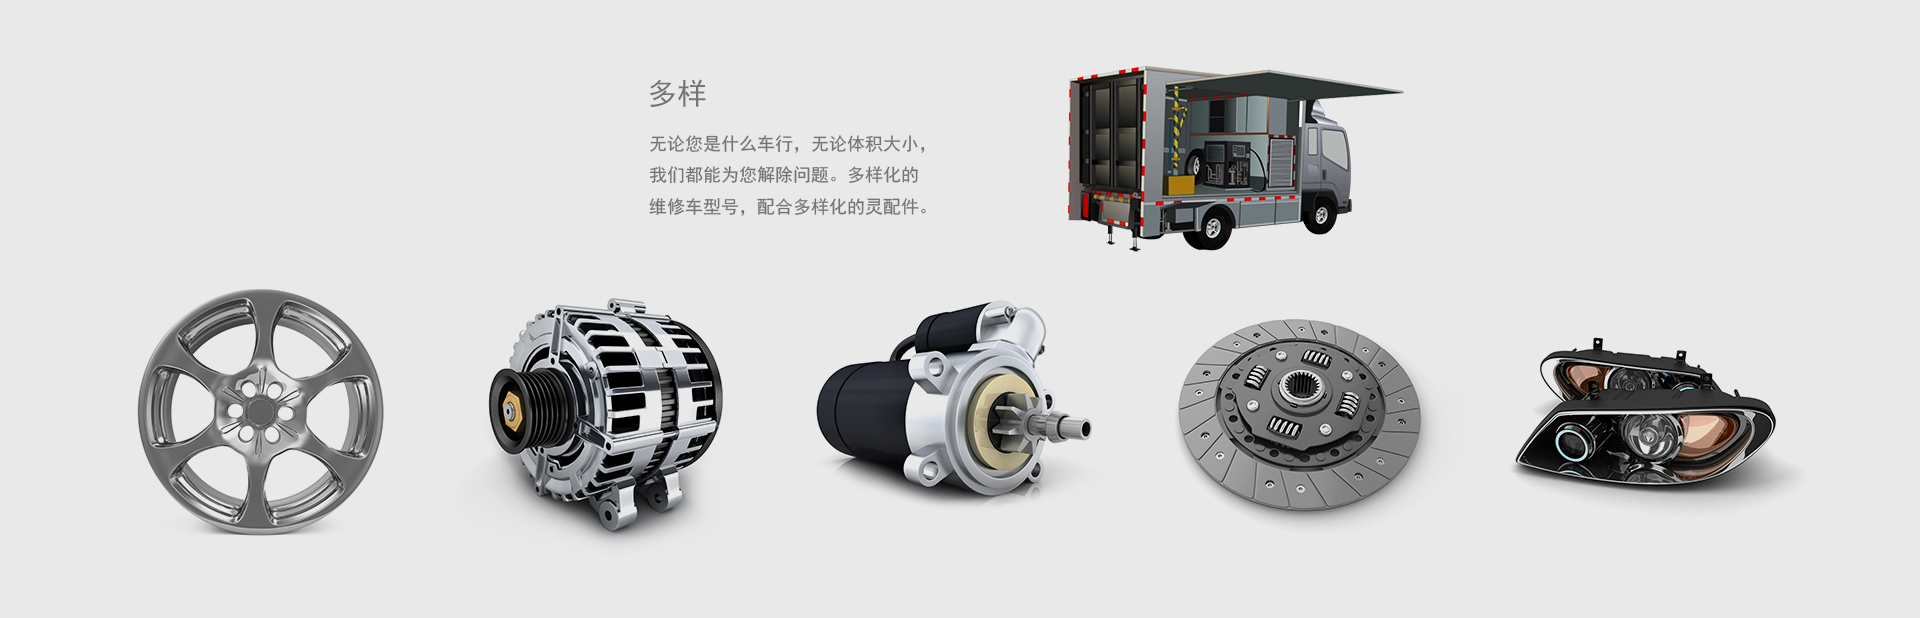 多样
无论您是什么车行，无论体积大小，
我们都能为您解除问题。多样化的
维修车型号，配合多样化的灵配件。